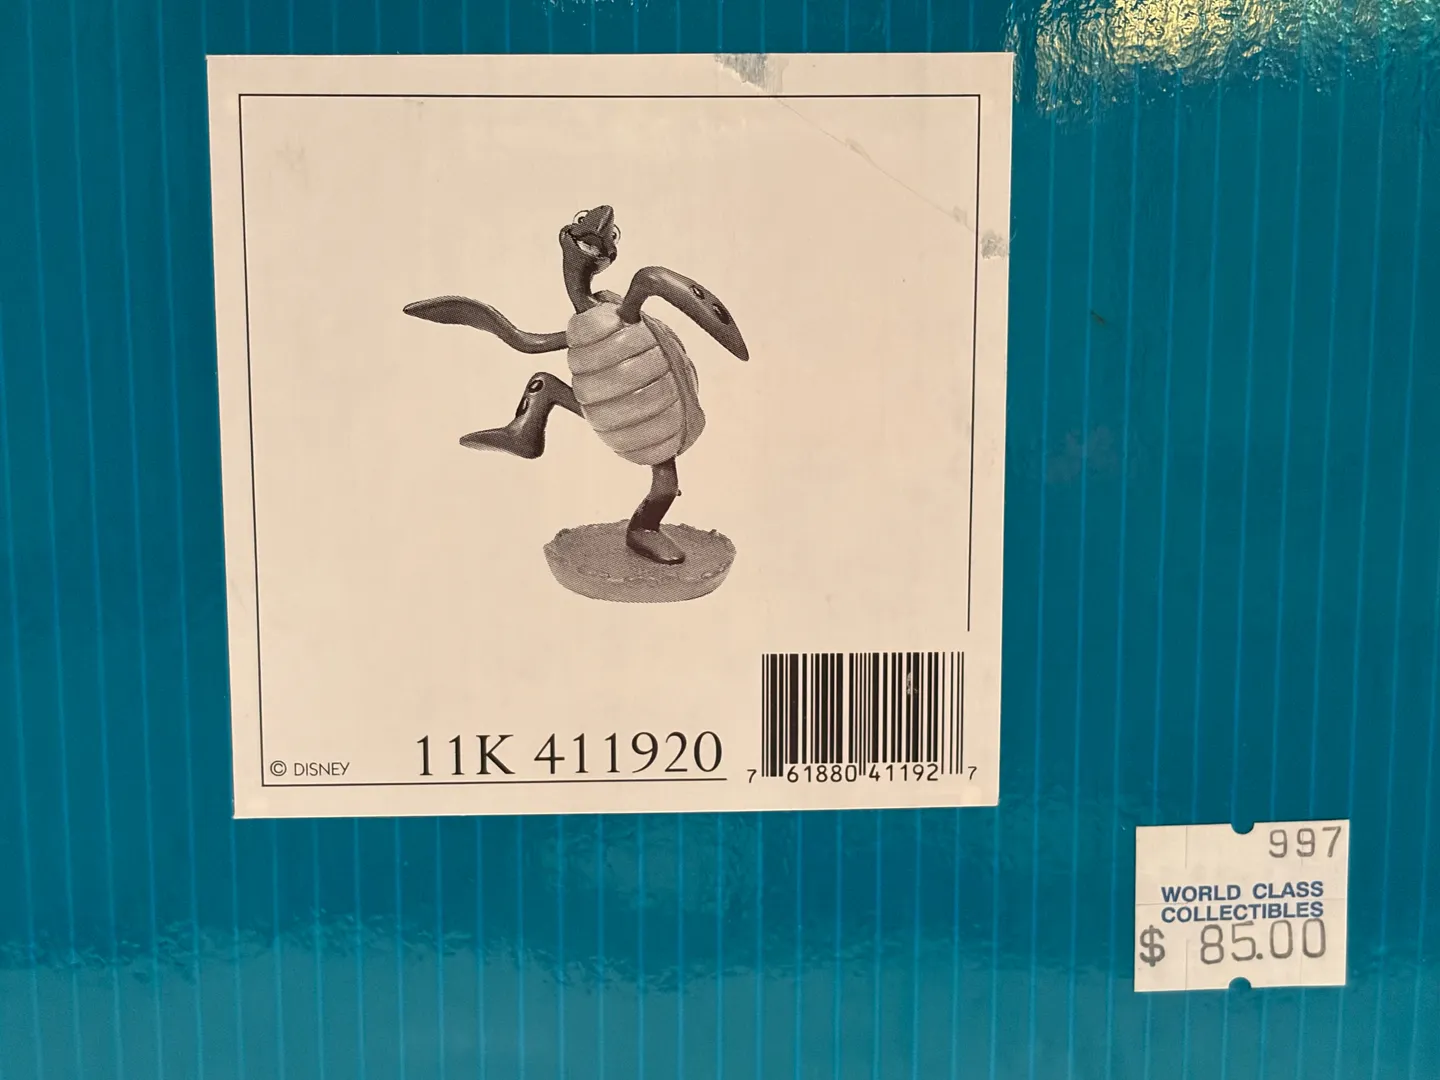 © DISNEY
11K 411920
7 61880 41192 7
997
WORLD CLASS
COLLECTIBLES
$ 85.00